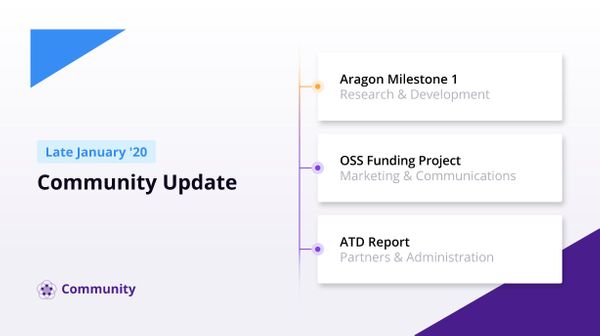 Late January '20
Community Update
Community
Aragon Milestone 1
Research & Development
OSS Funding Project
Marketing & Communications
ATD Report
Partners & Administration